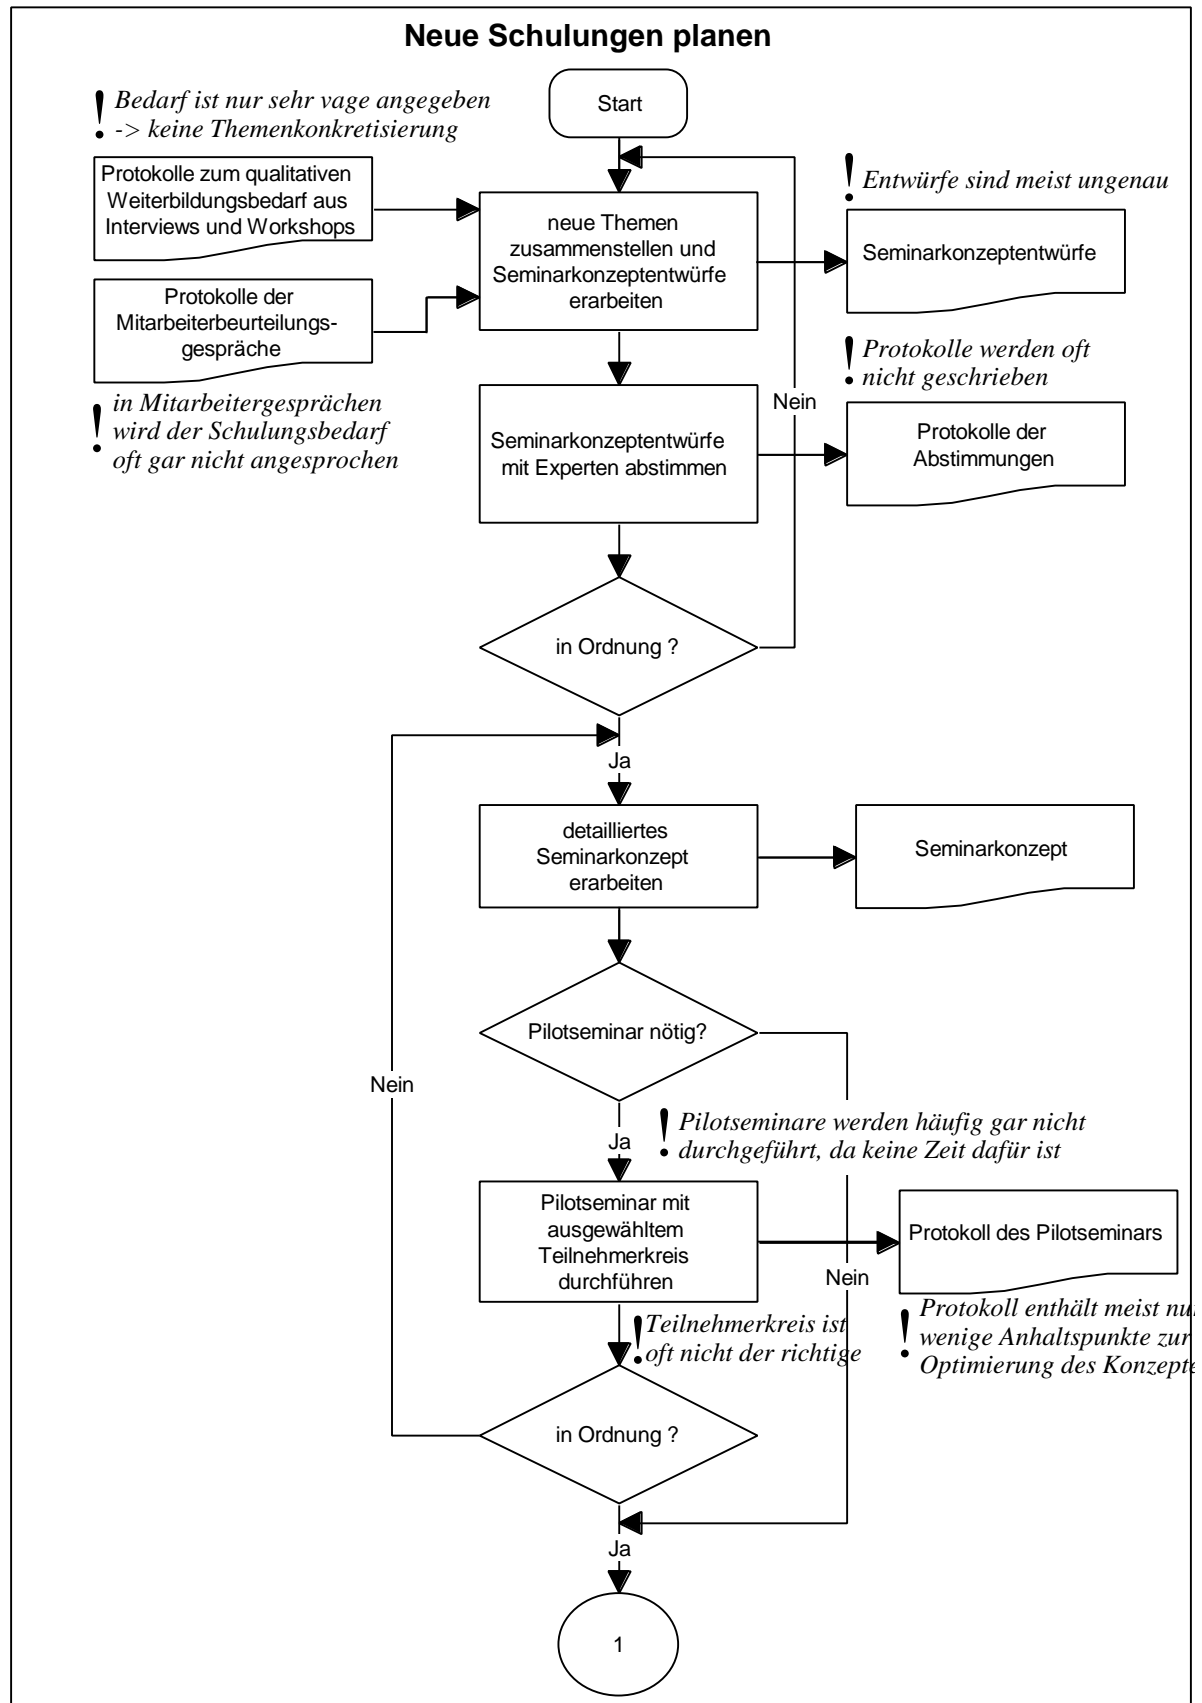 Neue Schulungen planen
! Bedarf ist nur sehr vage angegeben
-> keine Themenkonkretisierung
Start
Protokolle zum qualitativen
Weiterbildungsbedarf aus
Interviews und Workshops
neue Themen
zusammenstellen und
Seminarkonzeptentwürfe
erarbeiten
! Entwürfe sind meist ungenau
Seminarkonzeptentwürfe
Protokolle der
Mitarbeiterbeurteilungs-
gespräche
! in Mitarbeitergesprächen
wird der Schulungsbedarf
oft gar nicht angesprochen
! Protokolle werden oft
nicht geschrieben
Nein
Seminarkonzeptentwürfe
mit Experten abstimmen
Protokolle der
Abstimmungen
in Ordnung ?
Ja
detailliertes
Seminarkonzept
erarbeiten
Seminarkonzept
Pilotseminar nötig?
Nein
Ja
! Pilotseminare werden häufig gar nicht
durchgeführt, da keine Zeit dafür ist
Pilotseminar mit
ausgewähltem
Teilnehmerkreis
durchführen
Protokoll des Pilotseminars
Nein
! Teilnehmerkreis ist
oft nicht der richtige
! Protokoll enthält meist nur
wenige Anhaltspunkte zur
Optimierung des Konzepte
in Ordnung ?
Ja
1